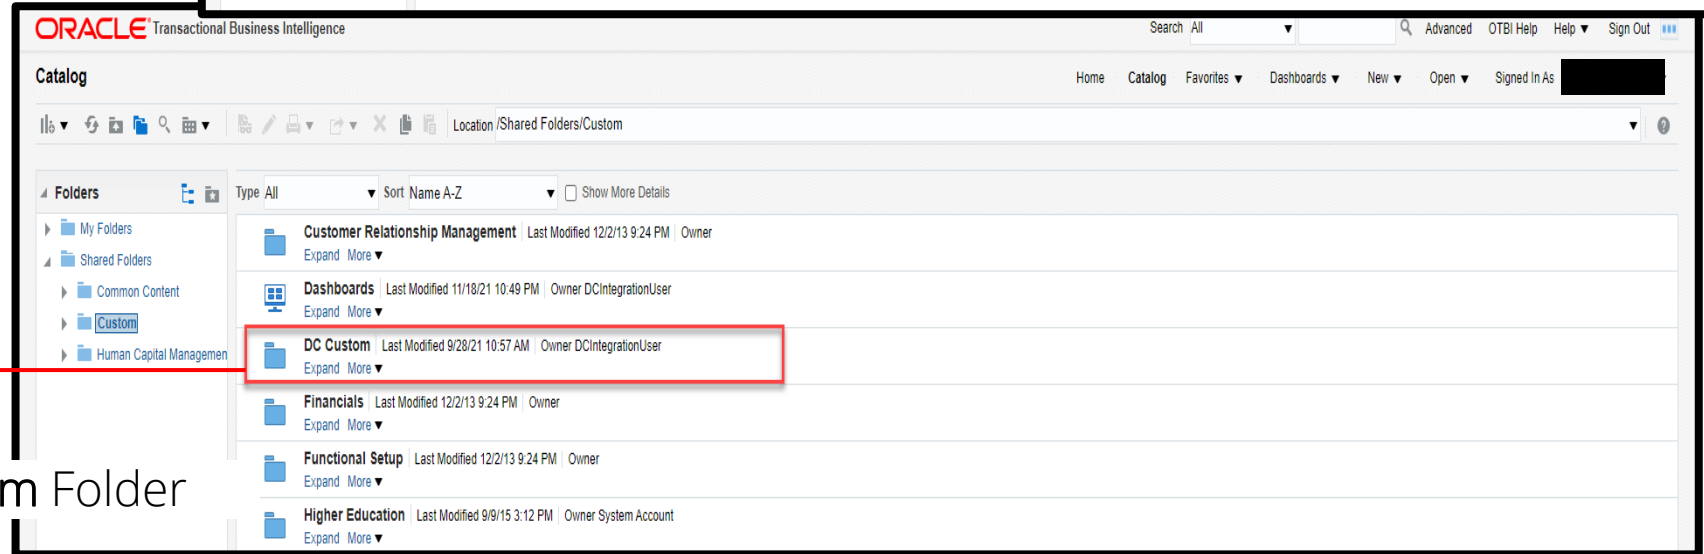 ORACLE Transactional Business Intelligence Search All Advanced OTBI Help Help Sign Out
Catalog Home Catalog Favorites Dashboards New Open Signed In As
Location /Shared Folders/Custom
Folders Type All Sort Name A-Z Show More Details
My Folders
Shared Folders
Common Content
Custom
Human Capital Managemen
Customer Relationship Management Last Modified 12/2/13 9:24 PM Owner
Expand More
Dashboards Last Modified 11/18/21 10:49 PM Owner DCIntegrationUser
Expand More
DC Custom Last Modified 9/28/21 10:57 AM Owner DCIntegrationUser
Expand More
Financials Last Modified 12/2/13 9:24 PM Owner
Expand More
Functional Setup Last Modified 12/2/13 9:24 PM Owner
Expand More
Higher Education Last Modified 9/9/15 3:12 PM Owner System Account
Expand More
m Folder